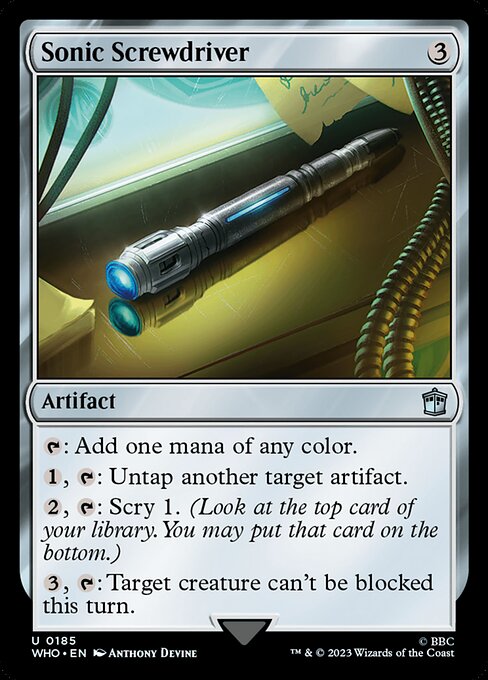 Sonic Screwdriver 3
Artifact
: Add one mana of any color.
1, : Untap another target artifact.
2, : Scry 1. (Look at the top card of
your library. You may put that card on the
bottom.)
3, : Target creature can't be blocked
this turn.
U 0185 © BBC
WHO • EN Anthony Devine ™ & © 2023 Wizards of the Coast